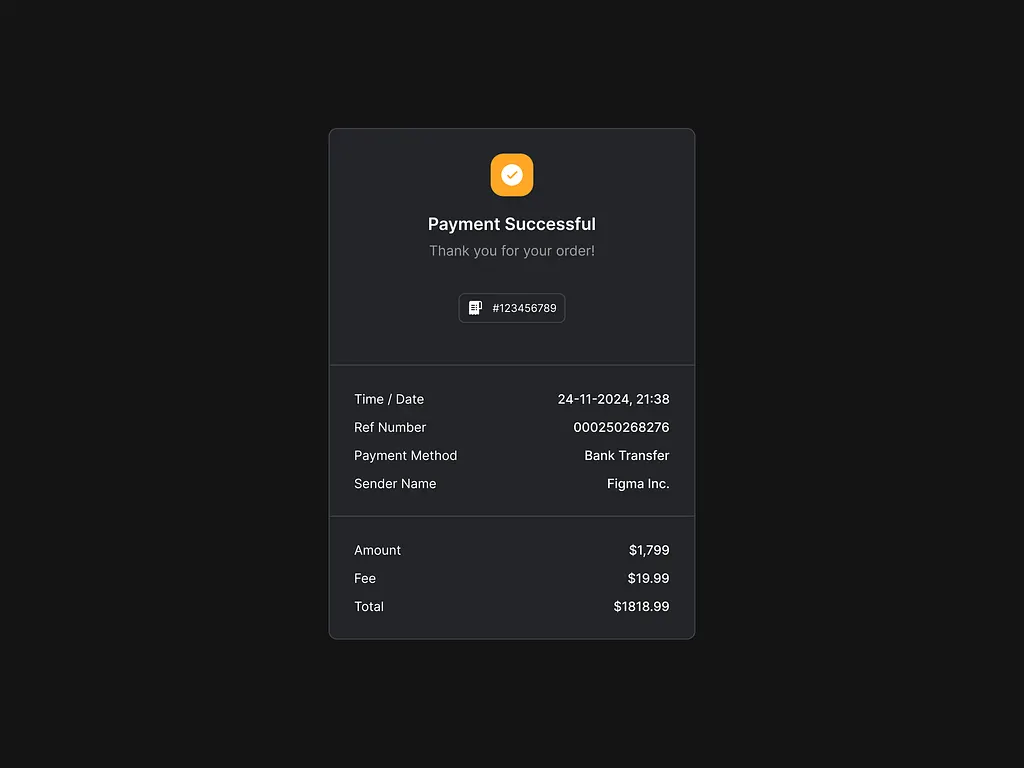 Payment Successful
Thank you for your order!
#123456789
Time / Date 24-11-2024, 21:38
Ref Number 000250268276
Payment Method Bank Transfer
Sender Name Figma Inc.
Amount $1,799
Fee $19.99
Total $1818.99